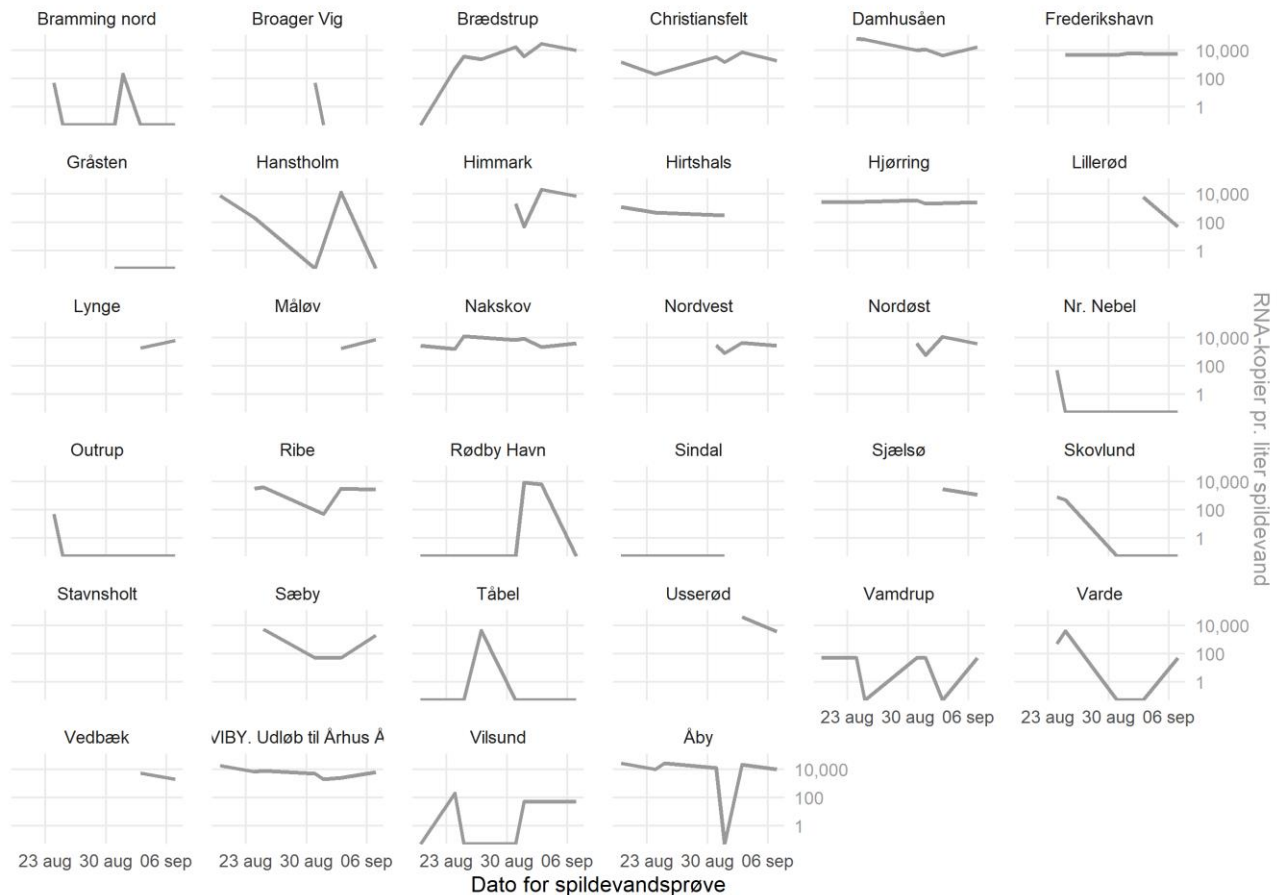 Bramming nord Broager Vig Brædstrup Christiansfelt Damhusåen Frederikshavn
10,000
100
1
Gråsten Hanstholm Himmark Hirtshals Hjørring Lillerød
10,000
100
1
Lynge Måløv Nakskov Nordvest Nordøst Nr. Nebel
10,000
100
1
RNA-kopier pr. liter spildevand
Outrup Ribe Rødby Havn Sindal Sjælsø Skovlund
10,000
100
1
Stavnsholt Sæby Tåbel Usserød Vamdrup Varde
10,000
100
1
23 aug 30 aug 06 sep 23 aug 30 aug 06 sep
Vedbæk VIBY. Udløb til Århus Å Vilsund Åby
10,000
100
1
23 aug 30 aug 06 sep 23 aug 30 aug 06 sep 23 aug 30 aug 06 sep 23 aug 30 aug 06 sep
Dato for spildevandsprøve